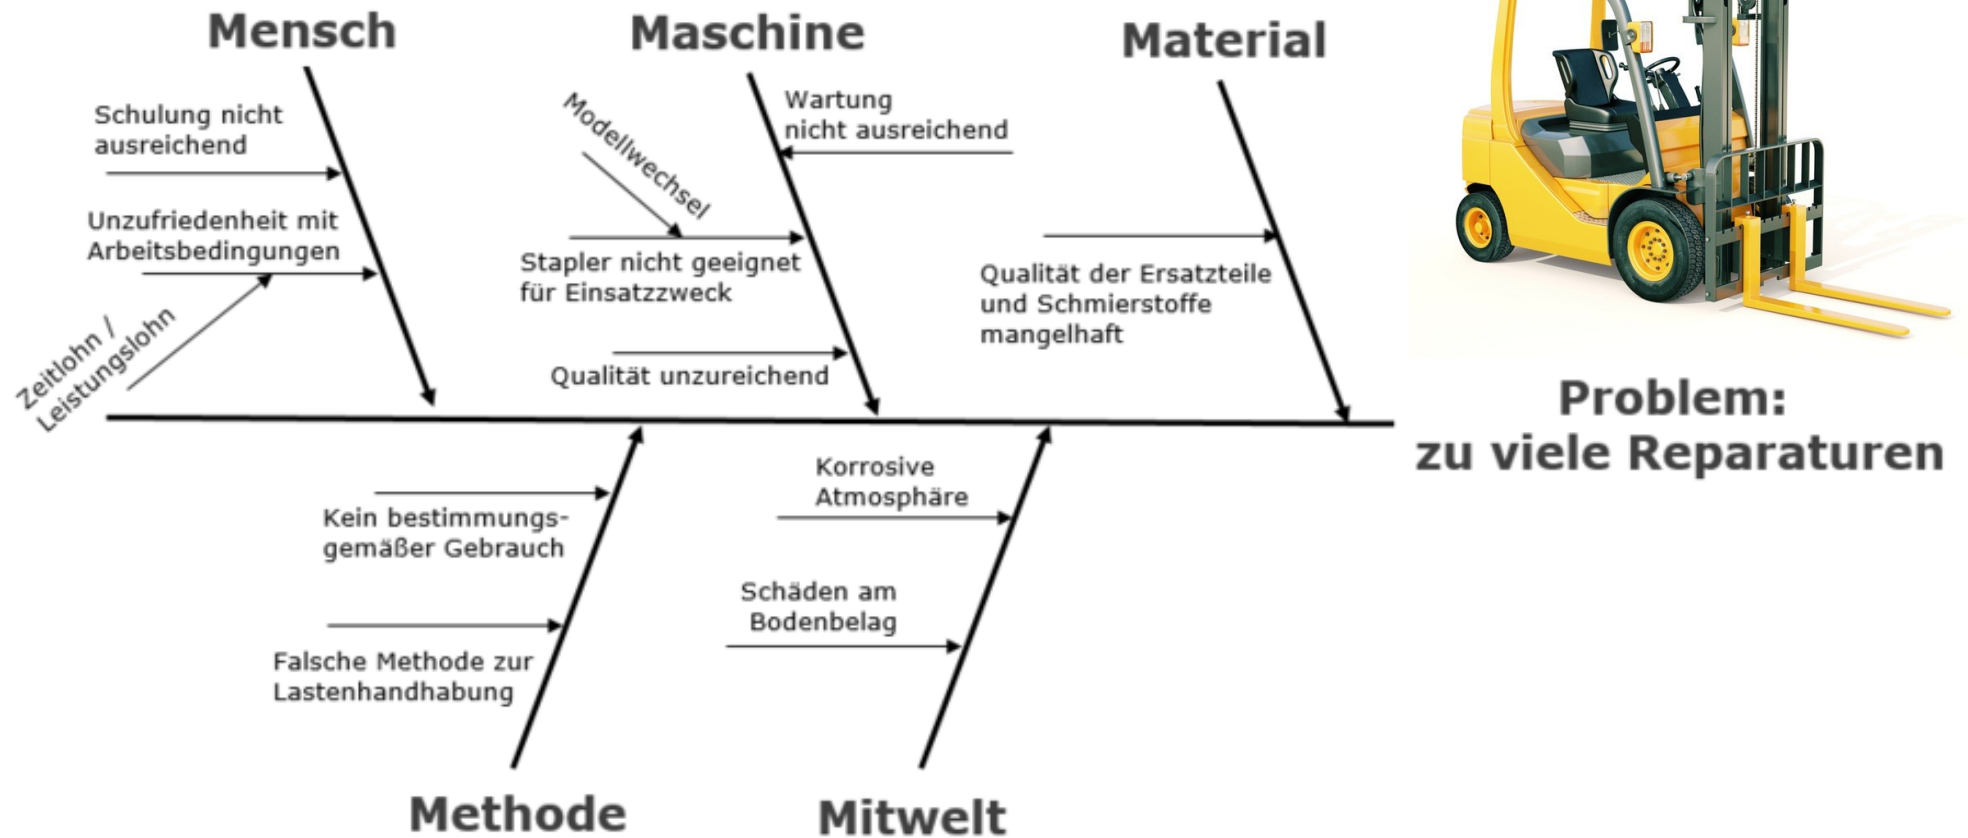 Mensch
Maschine
Material
Schulung nicht
ausreichend
Unzufriedenheit mit
Arbeitsbedingungen
Zeitlohn /
Leistungslohn
Modellwechsel
Wartung
nicht ausreichend
Stapler nicht geeignet
für Einsatzzweck
Qualität unzureichend
Qualität der Ersatzteile
und Schmierstoffe
mangelhaft
Problem:
zu viele Reparaturen
Kein bestimmungs-
gemäßer Gebrauch
Falsche Methode zur
Lastenhandhabung
Korrosive
Atmosphäre
Schäden am
Bodenbelag
Methode
Mitwelt